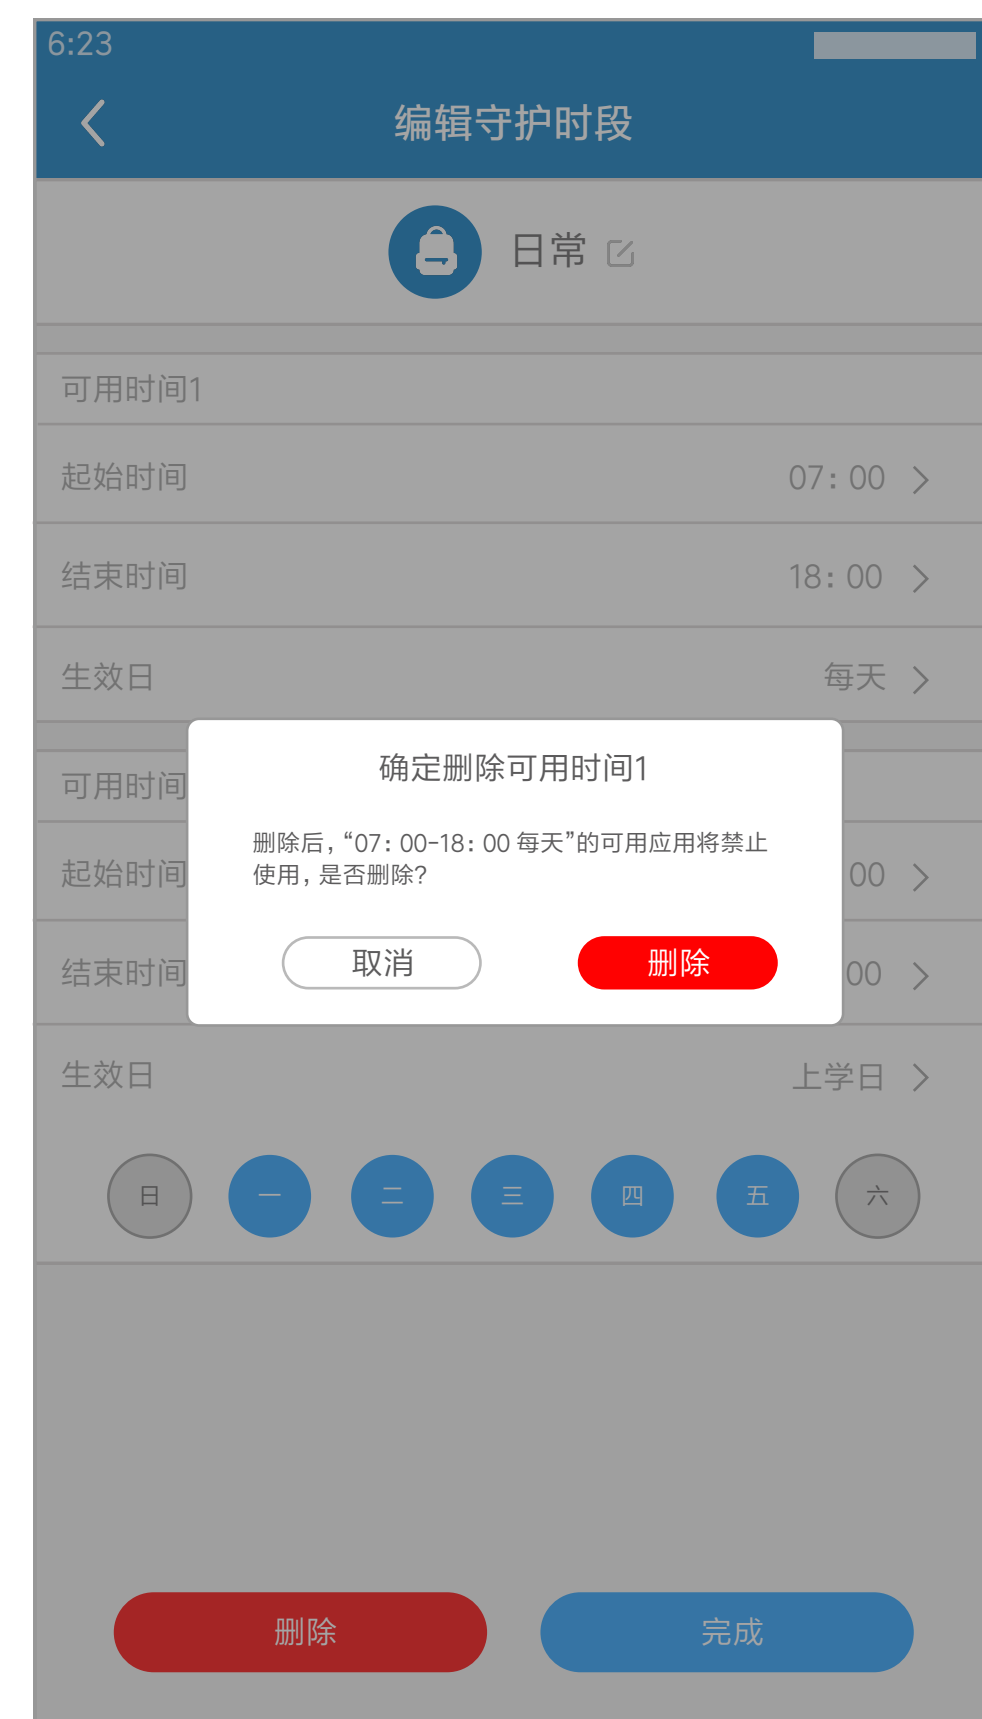 6:23
编辑守护时段
日常
可用时间1
起始时间 07：00
结束时间 18：00
生效日 每天
可用时间
确定删除可用时间1
删除后，“07：00-18：00 每天”的可用应用将禁止
使用，是否删除?
起始时间 00
取消 删除
结束时间 00
生效日 上学日
日 一 二 三 四 五 六
删除 完成